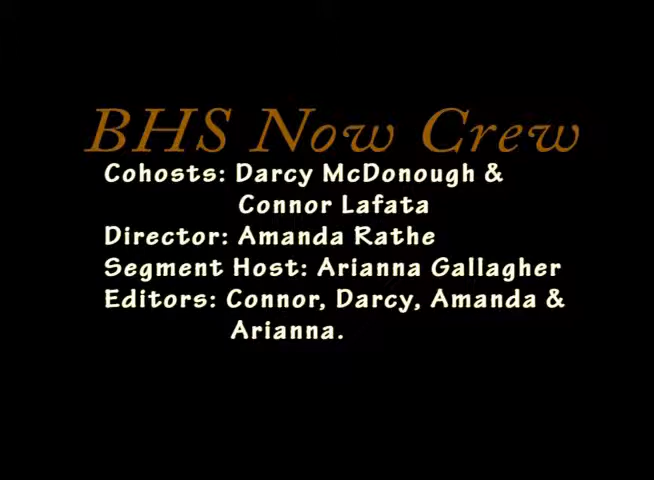 BHS Now Crew
Cohosts: Darcy McDonough &
Connor Lafata
Director: Amanda Rathe
Segment Host: Arianna Gallagher
Editors: Connor, Darcy, Amanda &
Arianna.